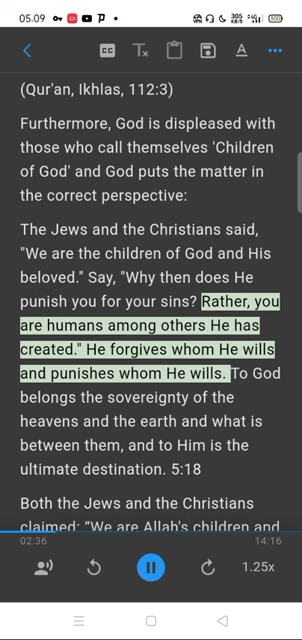 05.09
305 KB/S
CC
(Qur'an, Ikhlas, 112:3)
Furthermore, God is displeased with
those who call themselves 'Children
of God' and God puts the matter in
the correct perspective:
The Jews and the Christians said,
"We are the children of God and His
beloved." Say, "Why then does He
punish you for your sins? Rather, you
are humans among others He has
created." He forgives whom He wills
and punishes whom He wills. To God
belongs the sovereignty of the
heavens and the earth and what is
between them, and to Him is the
ultimate destination. 5:18
Both the Jews and the Christians
claimed: “We are Allah's children and
02:36
14:16
1.25x